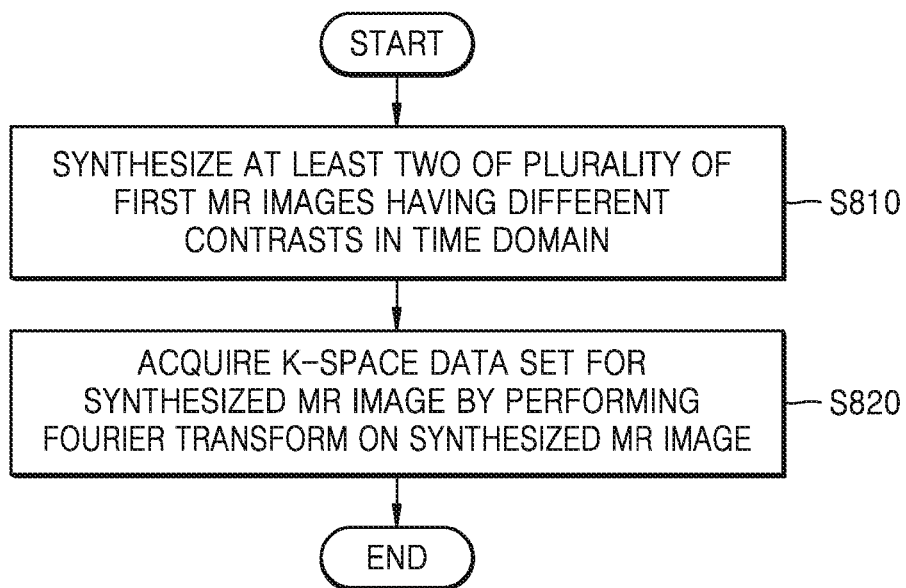 START
SYNTHESIZE AT LEAST TWO OF PLURALITY OF
FIRST MR IMAGES HAVING DIFFERENT
CONTRASTS IN TIME DOMAIN
S810
ACQUIRE K-SPACE DATA SET FOR
SYNTHESIZED MR IMAGE BY PERFORMING
FOURIER TRANSFORM ON SYNTHESIZED MR IMAGE
S820
END